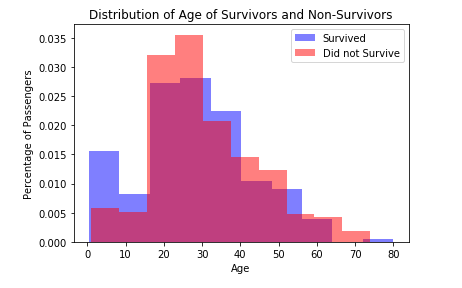 Distribution of Age of Survivors and Non-Survivors
Survived
Did not Survive
Percentage of Passengers
0.035
0.030
0.025
0.020
0.015
0.010
0.005
0.000
0 10 20 30 40 50 60 70 80
Age